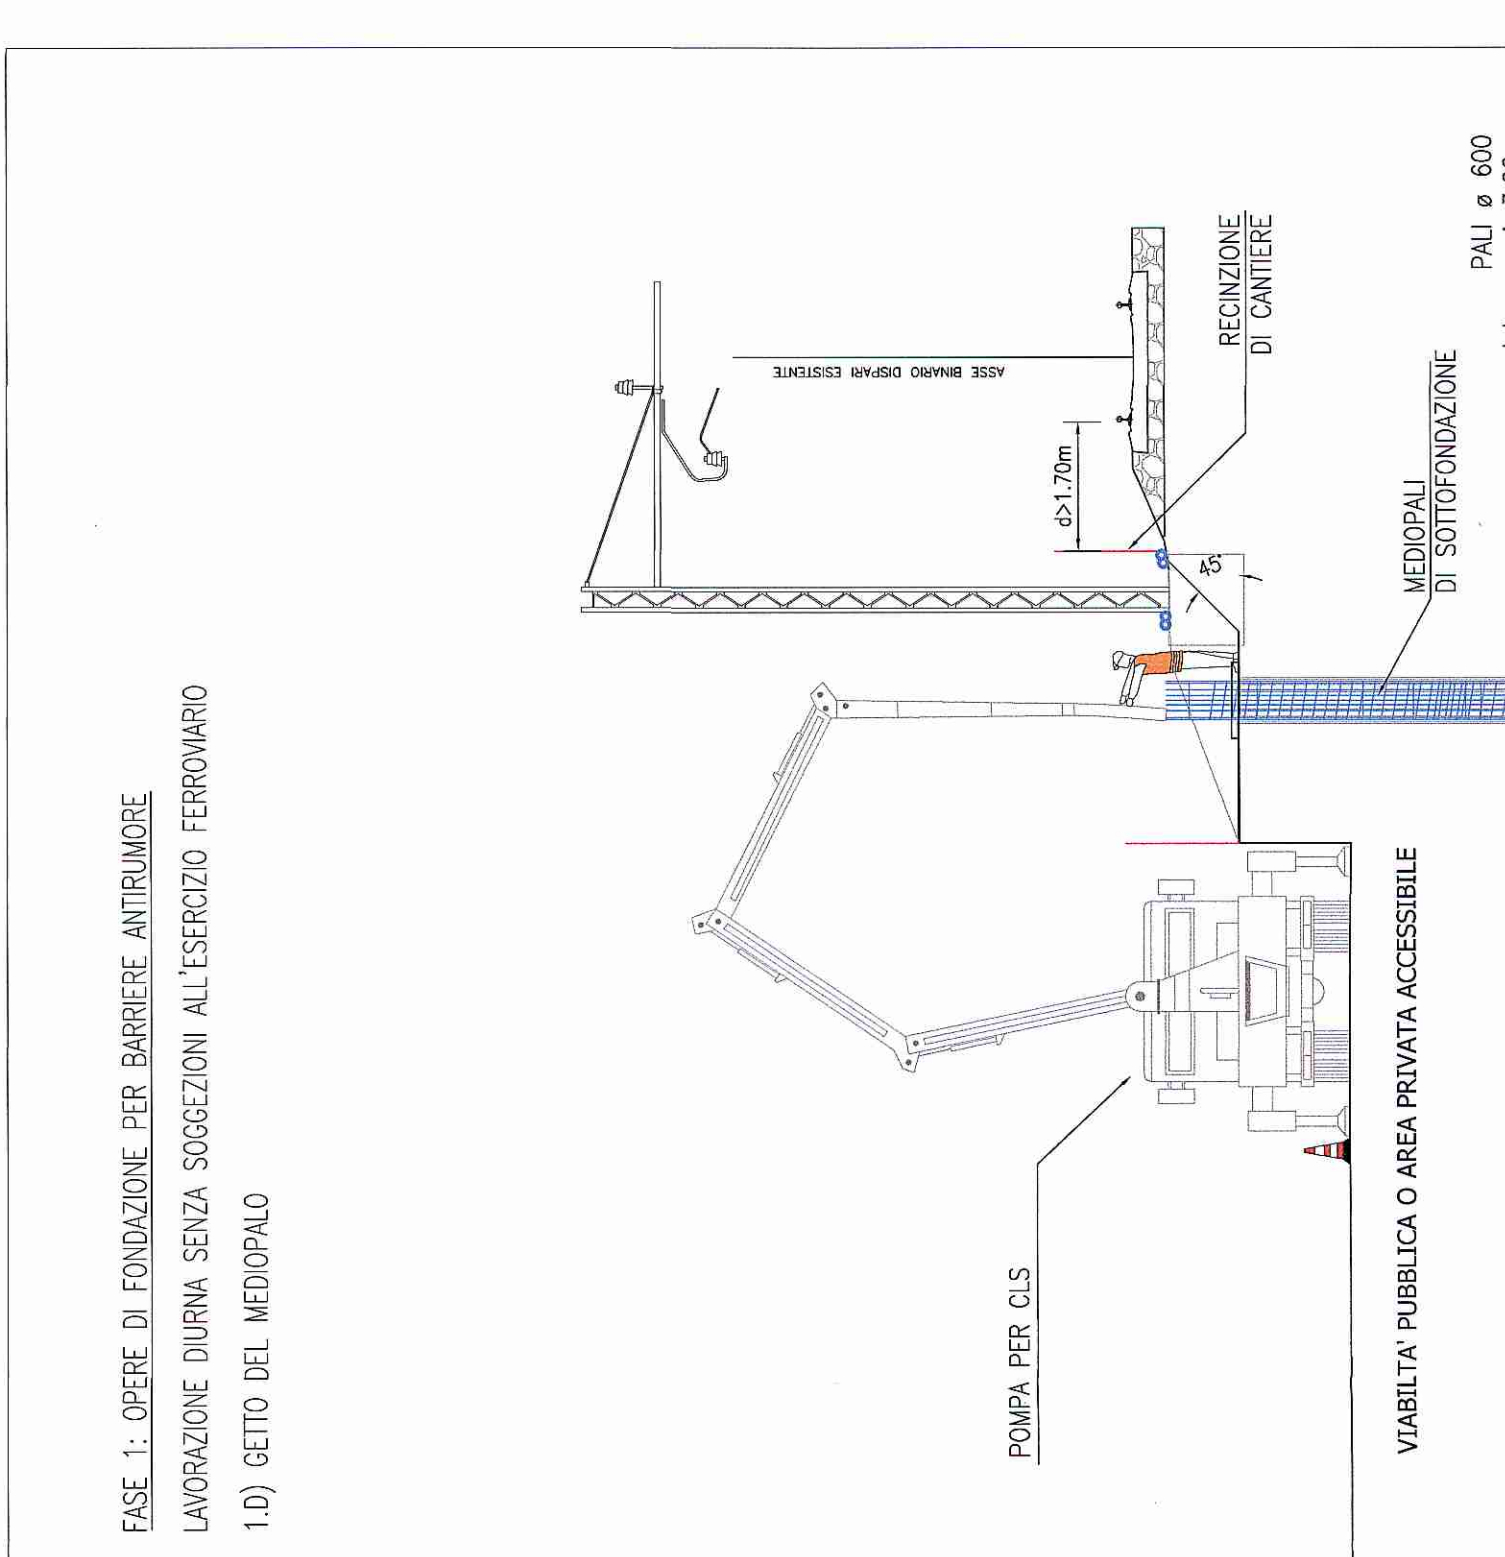 FASE 1: OPERE DI FONDAZIONE PER BARRIERE ANTIRUMORE
LAVORAZIONE DIURNA SENZA SOGGEZIONI ALL'ESERCIZIO FERROVIARIO
1.D) GETTO DEL MEDIOPALO
ASSE BINARIO DISPARI ESISTENTE
d>1.70m
45°
RECINZIONE
DI CANTIERE
POMPA PER CLS
MEDIOPALI
DI SOTTOFONDAZIONE
VIABILTA' PUBBLICA O AREA PRIVATA ACCESSIBILE
PALI ø 600